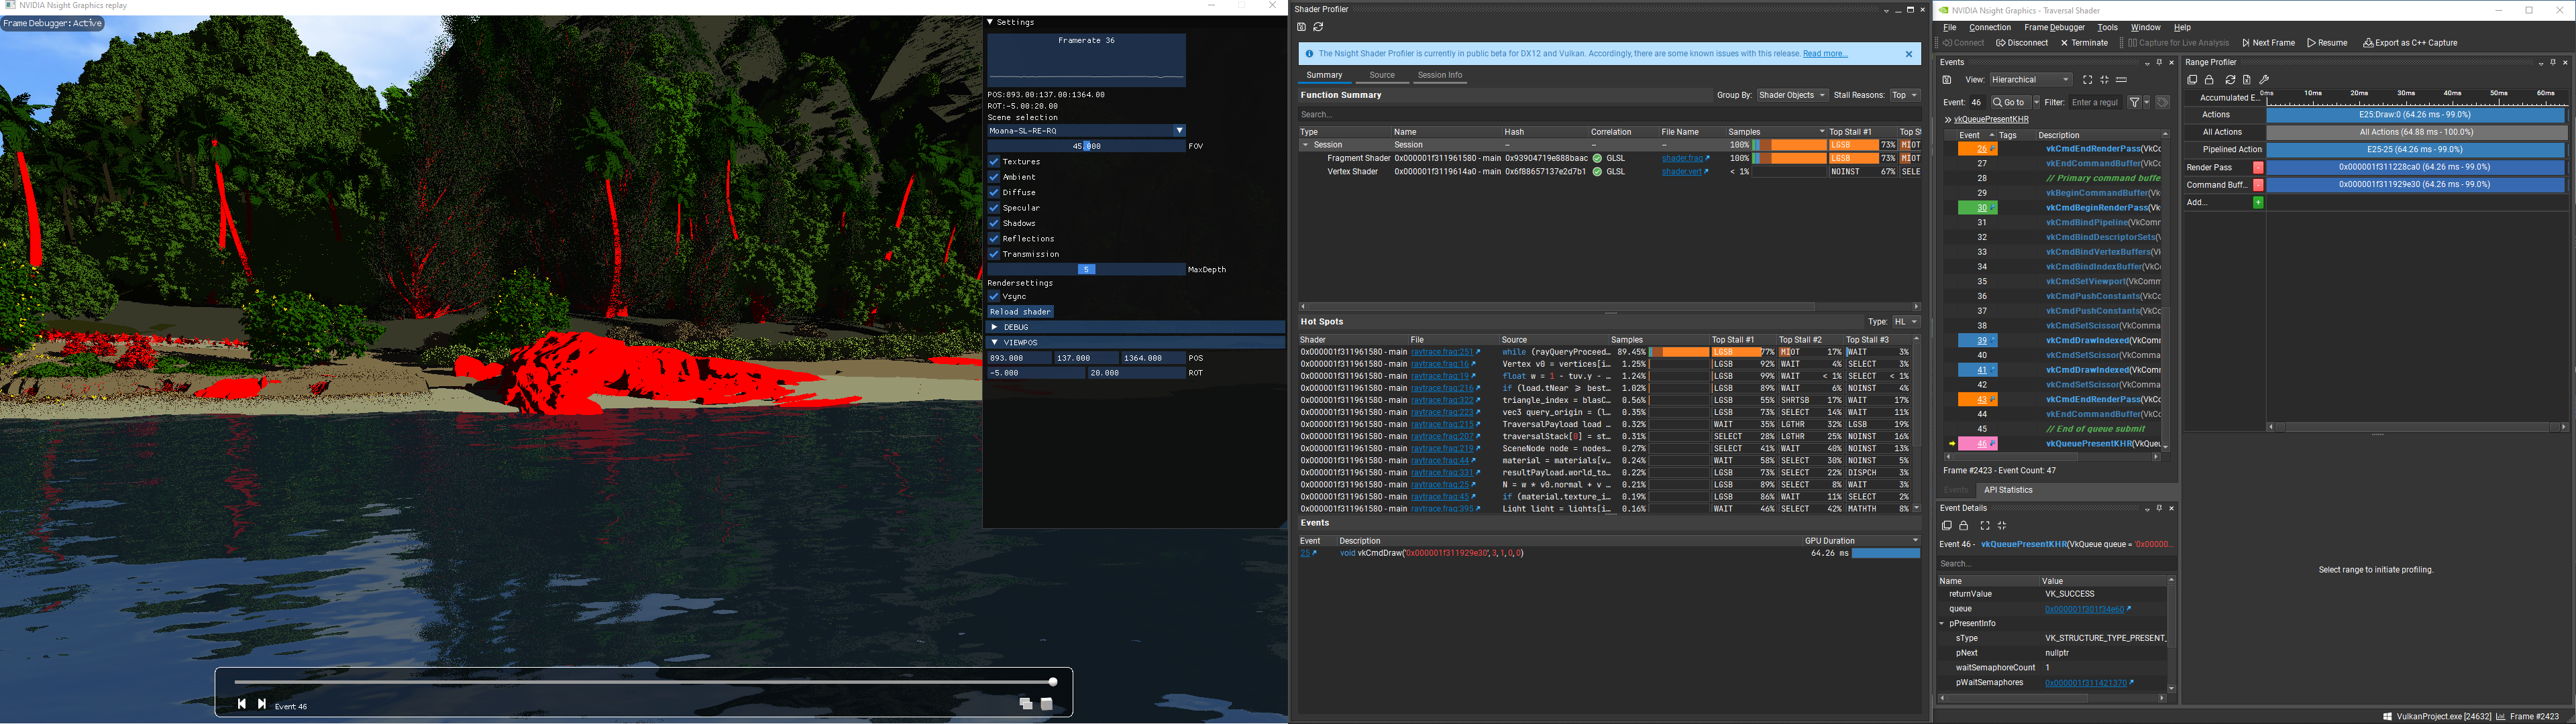 NVIDIA Nsight Graphics replay
Frame Debugger: Active
Settings
Framerate 36
POS:893.00:137.00:1364.00
ROT:-5.00:20.00
Scene selection
Moana-SL-RE-RQ
45.000 FOV
Textures
Ambient
Diffuse
Specular
Shadows
Reflections
Transmission
5 MaxDepth
Rendersettings
Vsync
Reload shader
DEBUG
VIEWPOS
893.000 137.000 1364.000 POS
-5.000 20.000 ROT
Event 46
Shader Profiler
The Nsight Shader Profiler is currently in public beta for DX12 and Vulkan. Accordingly, there are some known issues with this release. Read more...
Summary Source Session Info
Function Summary Group By: Shader Objects Stall Reasons: Top
Search...
Type Name Hash Correlation File Name Samples Top Stall #1 Top St
Session Session – – – 100% LGSB 73% MIOT
Fragment Shader 0x000001f311961580 - main 0x93904719e888baac GLSL shader.frag 100% LGSB 73% MIOT
Vertex Shader 0x000001f3119614a0 - main 0x6f88657137e2d7b1 GLSL shader.vert < 1% NOINST 67% SELE
Hot Spots Type: HL
Shader File Source Samples Top Stall #1 Top Stall #2 Top Stall #3
0x000001f311961580 - main raytrace.frag:251 while (rayQueryProceed... 89.45% LGSB 77% MIOT 17% WAIT 3%
0x000001f311961580 - main raytrace.frag:16 Vertex v0 = vertices[i... 1.25% LGSB 92% WAIT 4% SELECT 3%
0x000001f311961580 - main raytrace.frag:19 float w = 1 - tuv.y - ... 1.24% LGSB 99% WAIT < 1% SELECT < 1%
0x000001f311961580 - main raytrace.frag:216 if (load.tNear >= best... 1.02% LGSB 89% WAIT 6% NOINST 4%
0x000001f311961580 - main raytrace.frag:322 triangle_index = blasC... 0.56% LGSB 55% SHRTSB 17% WAIT 17%
0x000001f311961580 - main raytrace.frag:223 vec3 query_origin = (l... 0.35% LGSB 73% SELECT 14% WAIT 11%
0x000001f311961580 - main raytrace.frag:215 TraversalPayload load ... 0.32% WAIT 35% LGTHR 32% LGSB 19%
0x000001f311961580 - main raytrace.frag:207 traversalStack[0] = st... 0.31% SELECT 28% LGTHR 25% NOINST 16%
0x000001f311961580 - main raytrace.frag:219 SceneNode node = nodes... 0.27% SELECT 41% WAIT 40% NOINST 13%
0x000001f311961580 - main raytrace.frag:44 material = materials[v... 0.24% WAIT 58% SELECT 30% NOINST 5%
0x000001f311961580 - main raytrace.frag:331 resultPayload.world_to... 0.22% LGSB 73% SELECT 22% DISPCH 3%
0x000001f311961580 - main raytrace.frag:25 N = w * v0.normal + v ... 0.21% LGSB 89% SELECT 8% WAIT 3%
0x000001f311961580 - main raytrace.frag:45 if (material.texture_i... 0.19% LGSB 86% WAIT 11% SELECT 2%
0x000001f311961580 - main raytrace.frag:395 Light light = lights[i... 0.16% WAIT 46% SELECT 42% MATHTH 8%
Events
Event Description GPU Duration
25 void vkCmdDraw('0x000001f311929e30', 3, 1, 0, 0) 64.26 ms
NVIDIA Nsight Graphics - Traversal Shader
File Connection Frame Debugger Tools Window Help
Connect Disconnect Terminate Capture for Live Analysis Next Frame Resume Export as C++ Capture
Events
View: Hierarchical
Event: 46 Go to Filter: Enter a regul
vkQueuePresentKHR
Event Tags Description
26 vkCmdEndRenderPass(VkCo
27 vkEndCommandBuffer(VkC
28 // Primary command buffe
29 vkBeginCommandBuffer(VkC
30 vkCmdBeginRenderPass(VkC
31 vkCmdBindPipeline(VkComm
32 vkCmdBindDescriptorSets(V
33 vkCmdBindVertexBuffers(V
34 vkCmdBindIndexBuffer(VkCo
35 vkCmdSetViewport(VkComm
36 vkCmdPushConstants(VkCo
37 vkCmdPushConstants(VkCo
38 vkCmdSetScissor(VkComma
39 vkCmdDrawIndexed(VkComm
40 vkCmdSetScissor(VkComma
41 vkCmdDrawIndexed(VkComm
42 vkCmdSetScissor(VkComma
43 vkCmdEndRenderPass(VkCo
44 vkEndCommandBuffer(VkC
45 // End of queue submit
46 vkQueuePresentKHR(VkQueu
Frame #2423 - Event Count: 47
Events API Statistics
Event Details
Event 46 - vkQueuePresentKHR(VkQueue queue = '0x00000...
Search...
Name Value
returnValue VK_SUCCESS
queue 0x000001f301f34e60
pPresentInfo
sType VK_STRUCTURE_TYPE_PRESENT_
pNext nullptr
waitSemaphoreCount 1
pWaitSemaphores 0x000001f311421370
Range Profiler
0ms 10ms 20ms 30ms 40ms 50ms 60ms
Accumulated E...
Actions E25:Draw:0 (64.26 ms - 99.0%)
All Actions All Actions (64.88 ms - 100.0%)
Pipelined Action E25-25 (64.26 ms - 99.0%)
Render Pass 0x000001f311228ca0 (64.26 ms - 99.0%)
Command Buff... 0x000001f311929e30 (64.26 ms - 99.0%)
Add...
Select range to initiate profiling.
VulkanProject.exe [24632] Frame #2423